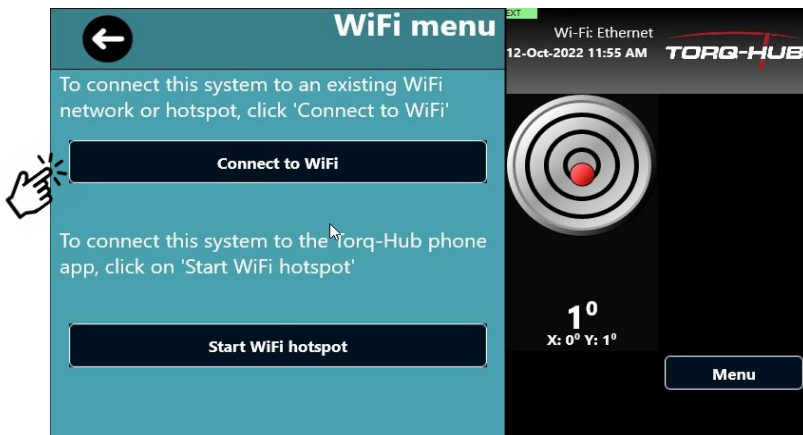 WiFi menu
To connect this system to an existing WiFi
network or hotspot, click 'Connect to WiFi'
Connect to WiFi
To connect this system to the Torq-Hub phone
app, click on 'Start WiFi hotspot'
Start WiFi hotspot
EXT
Wi-Fi: Ethernet
12-Oct-2022 11:55 AM
TORQ-HUB
1⁰
X: 0⁰ Y: 1⁰
Menu